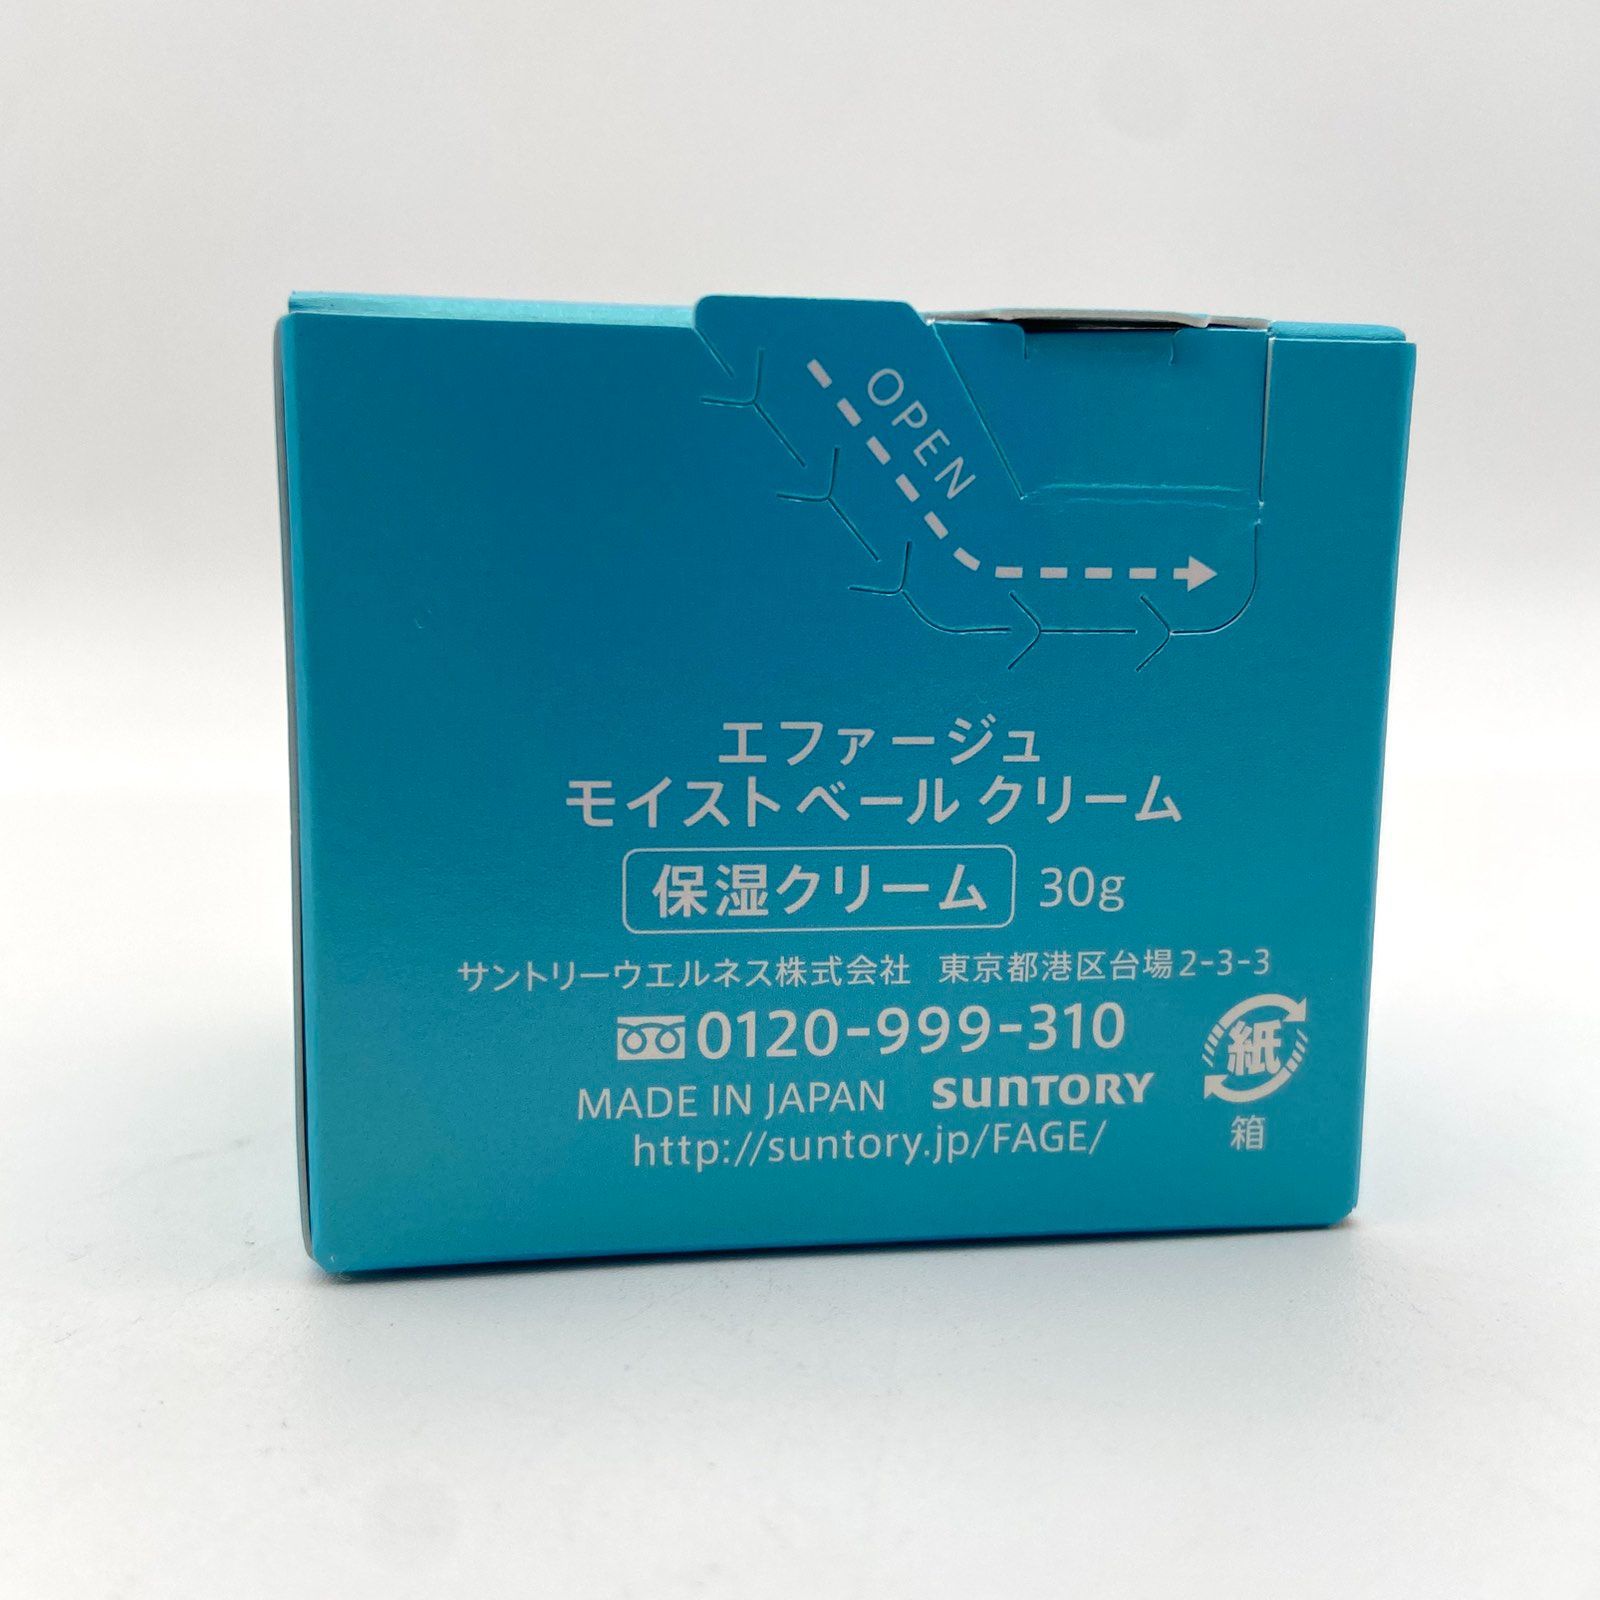 OPEN
エファージュ
モイストベール クリーム
保湿クリーム 30g
サントリーウエルネス株式会社 東京都港区台場2-3-3
0120-999-310
MADE IN JAPAN SUNTORY
http://suntory.jp/FAGE/
紙
箱